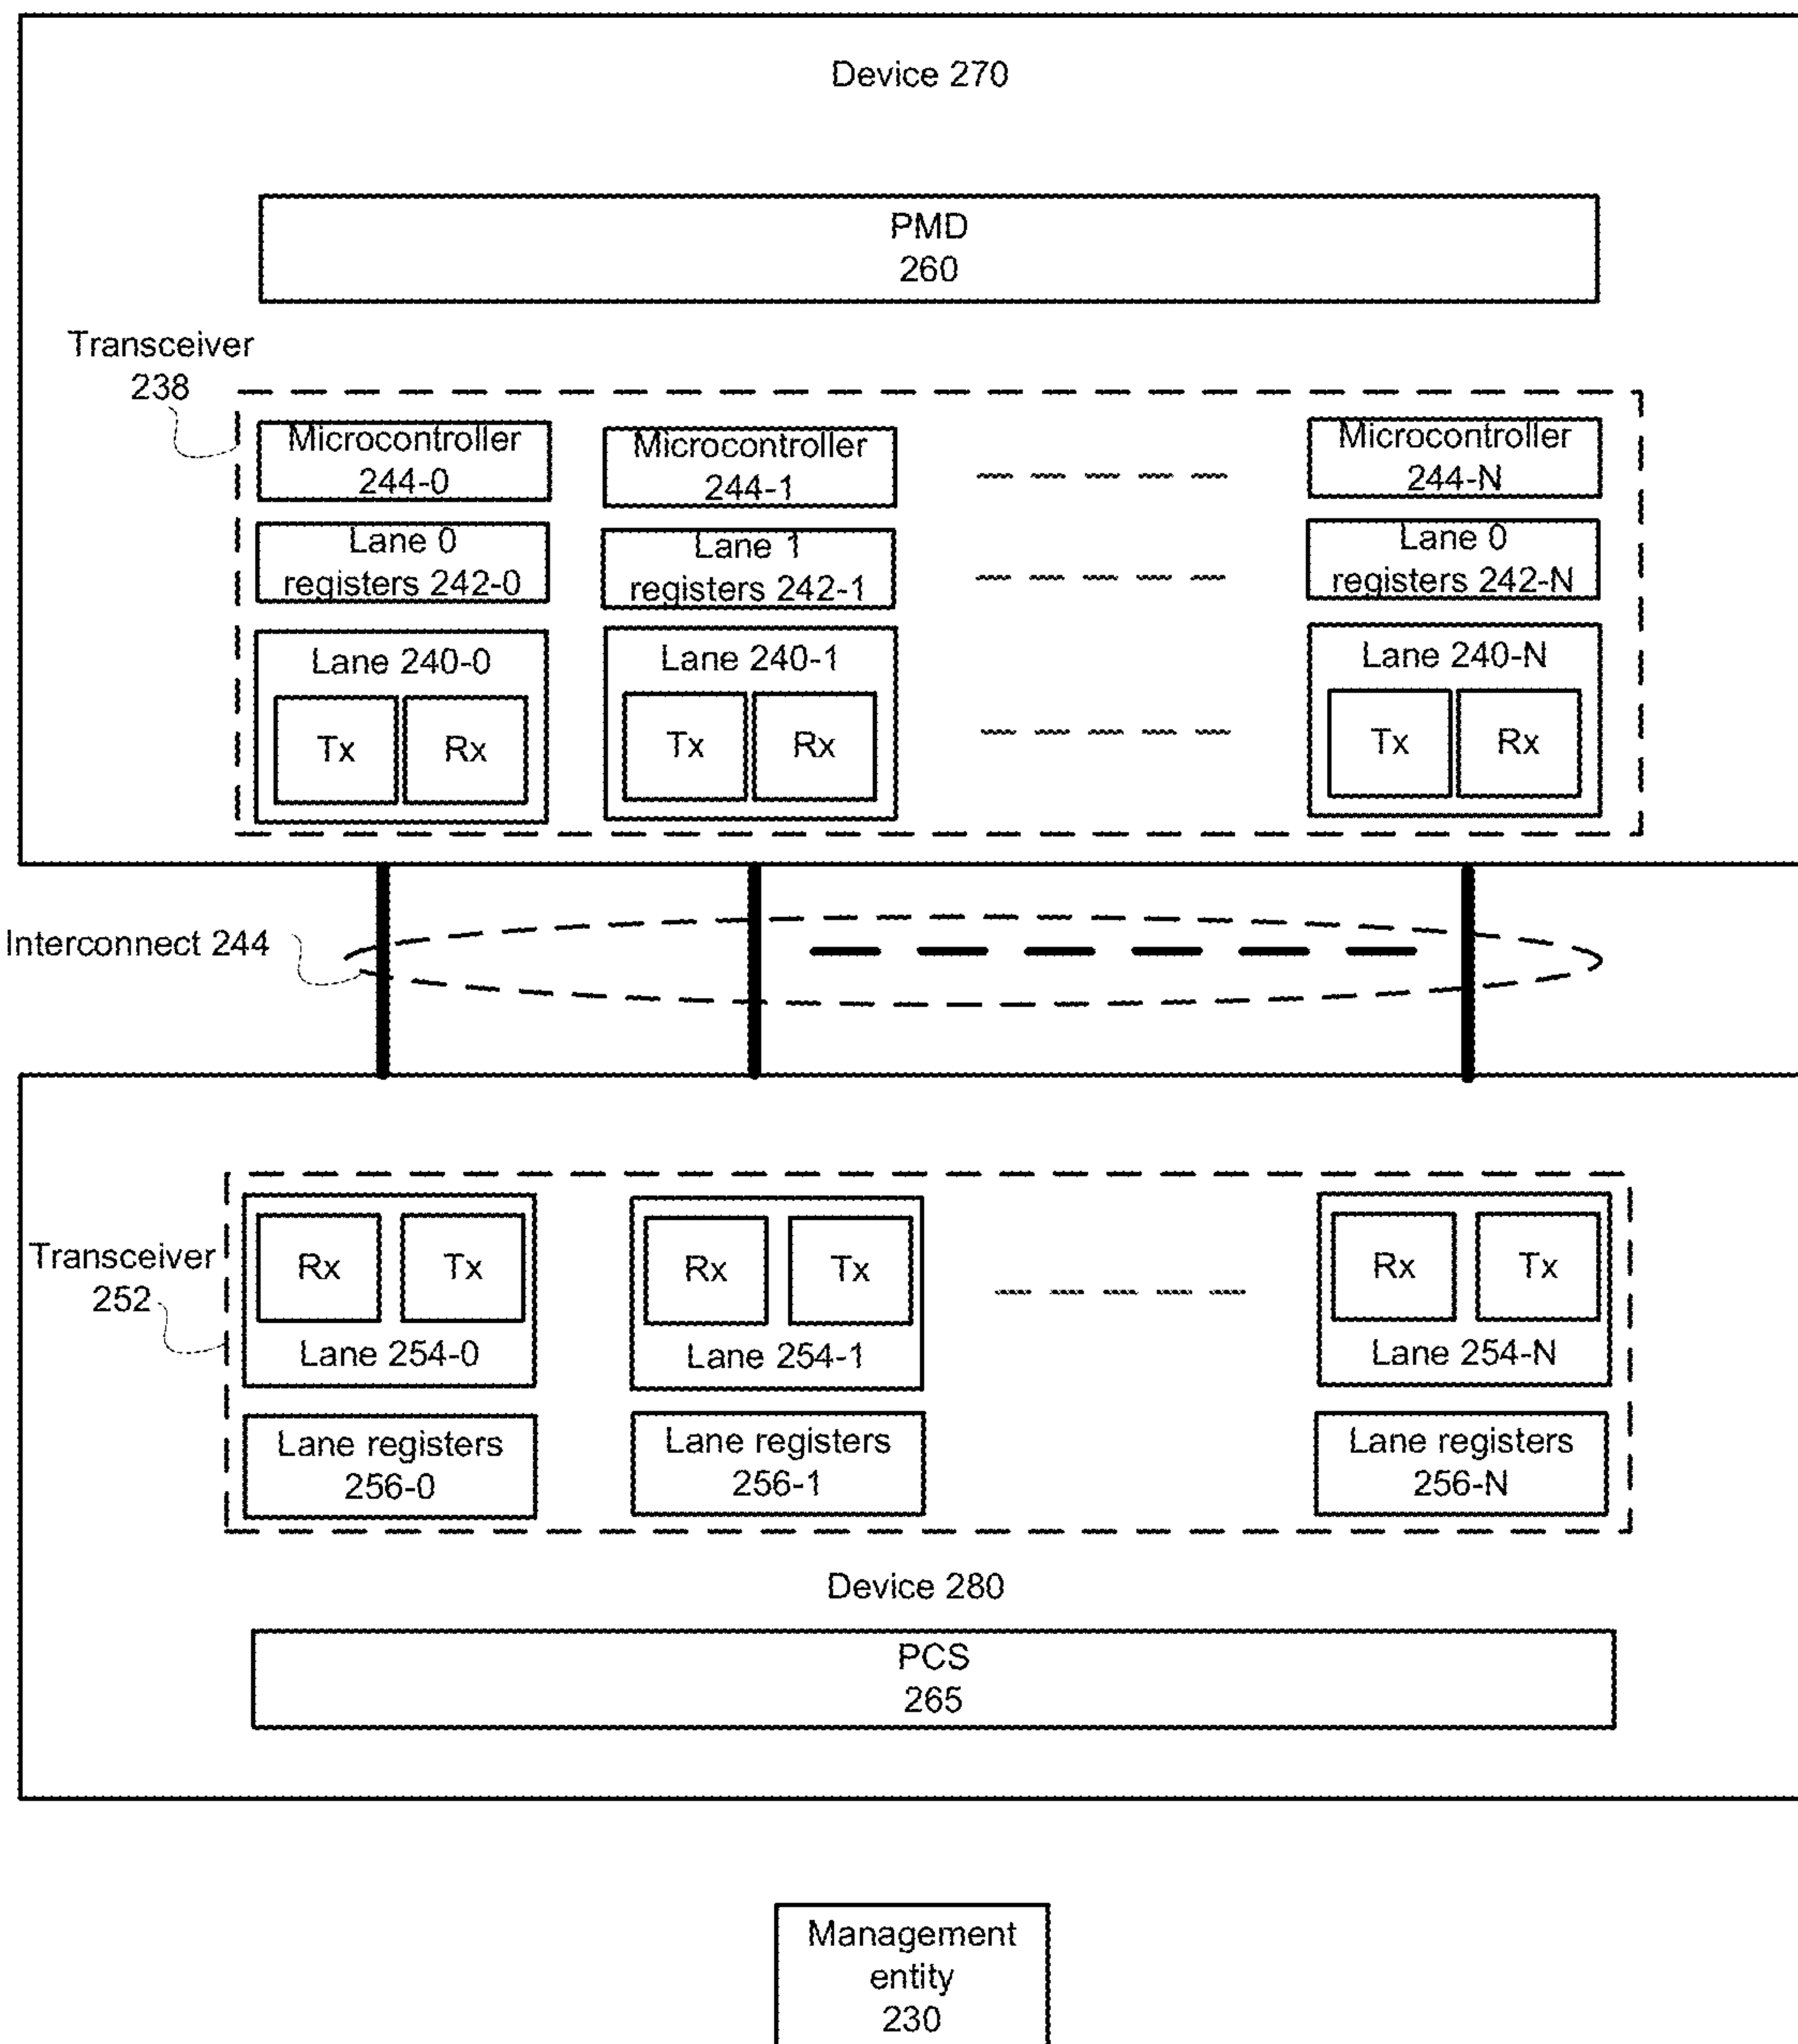 Device 270
PMD
260
Transceiver
238
Microcontroller
244-0
Microcontroller
244-1
Microcontroller
244-N
Lane 0
registers 242-0
Lane 1
registers 242-1
Lane 0
registers 242-N
Lane 240-0
Tx
Rx
Lane 240-1
Tx
Rx
Lane 240-N
Tx
Rx
Interconnect 244
Transceiver
252
Rx
Tx
Lane 254-0
Rx
Tx
Lane 254-1
Rx
Tx
Lane 254-N
Lane registers
256-0
Lane registers
256-1
Lane registers
256-N
Device 280
PCS
265
Management
entity
230